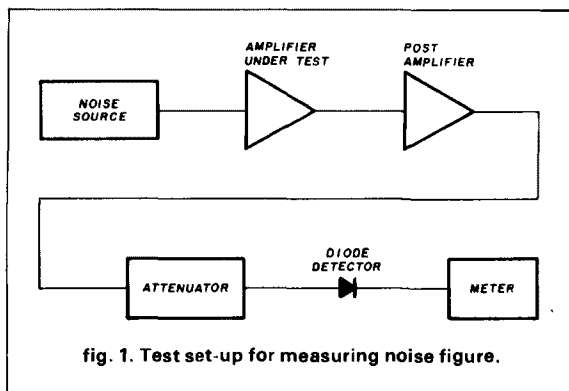 AMPLIFIER
UNDER TEST
POST
AMPLIFIER
NOISE
SOURCE
ATTENUATOR
DIODE
DETECTOR
METER
fig. 1. Test set-up for measuring noise figure.